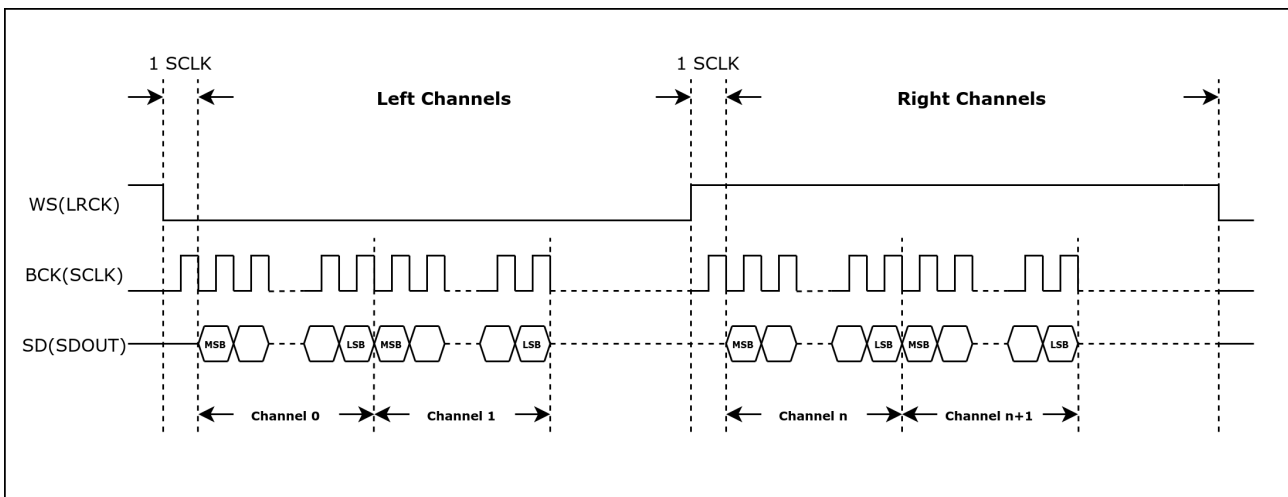 1 SCLK 1 SCLK
Left Channels Right Channels
WS(LRCK)
BCK(SCLK)
SD(SDOUT) MSB LSB MSB LSB MSB LSB MSB LSB
Channel 0 Channel 1 Channel n Channel n+1